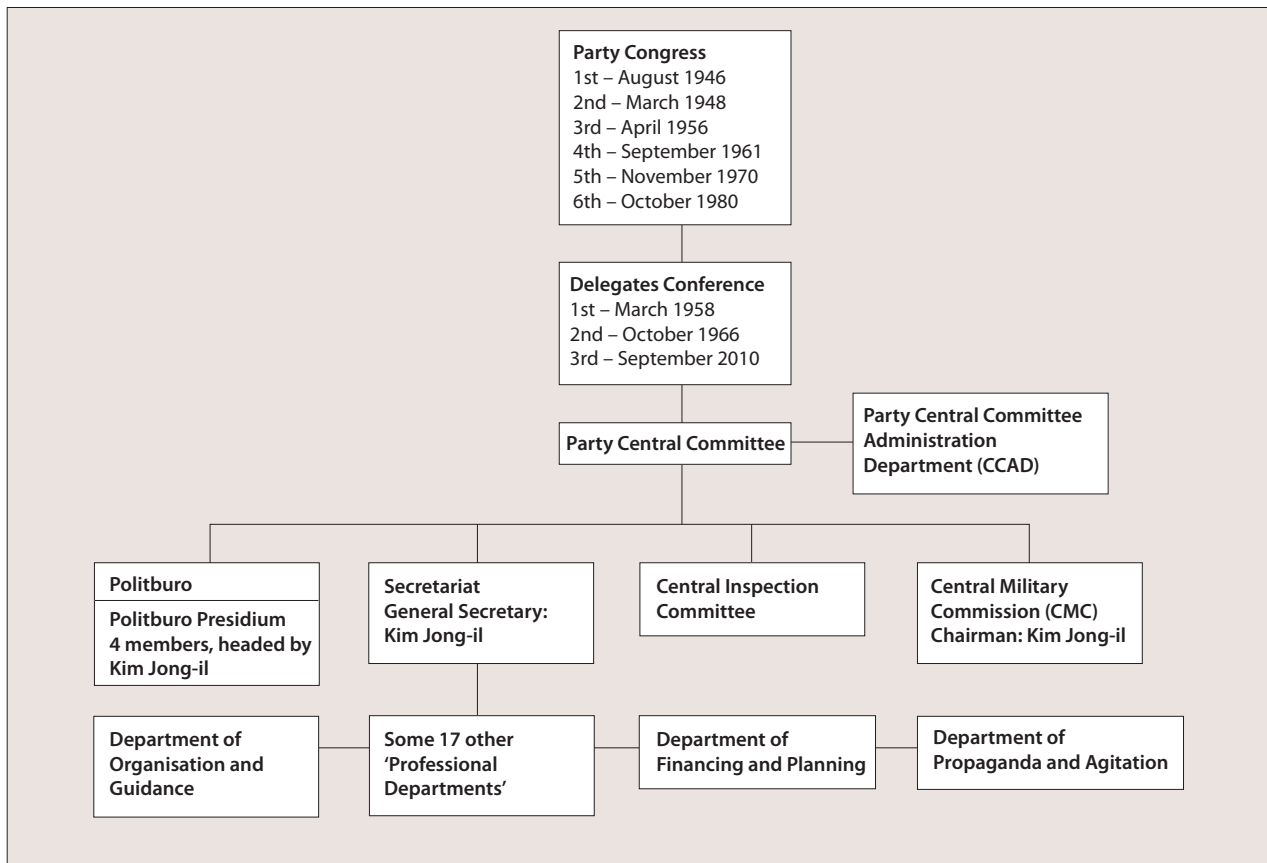 Party Congress
1st – August 1946
2nd – March 1948
3rd – April 1956
4th – September 1961
5th – November 1970
6th – October 1980
Delegates Conference
1st – March 1958
2nd – October 1966
3rd – September 2010
Party Central Committee
Party Central Committee
Administration
Department (CCAD)
Politburo
Politburo Presidium
4 members, headed by
Kim Jong-il
Secretariat
General Secretary:
Kim Jong-il
Central Inspection
Committee
Central Military
Commission (CMC)
Chairman: Kim Jong-il
Department of
Organisation and
Guidance
Some 17 other
‘Professional
Departments’
Department of
Financing and Planning
Department of
Propaganda and Agitation